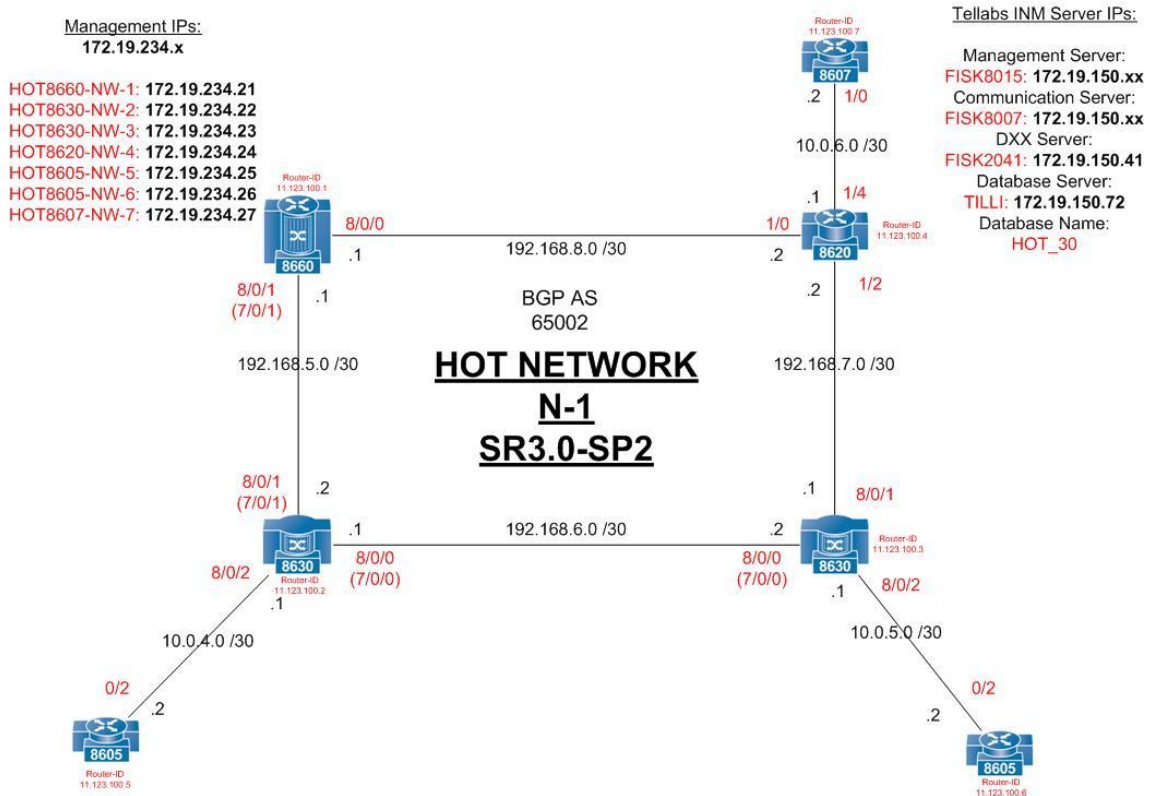 Management IPs:
172.19.234.x
HOT8660-NW-1: 172.19.234.21
HOT8630-NW-2: 172.19.234.22
HOT8630-NW-3: 172.19.234.23
HOT8620-NW-4: 172.19.234.24
HOT8605-NW-5: 172.19.234.25
HOT8605-NW-6: 172.19.234.26
HOT8607-NW-7: 172.19.234.27
Tellabs INM Server IPs:
Management Server:
FISK8015: 172.19.150.xx
Communication Server:
FISK8007: 172.19.150.xx
DXX Server:
FISK2041: 172.19.150.41
Database Server:
TILLI: 172.19.150.72
Database Name:
HOT_30
Router-ID
11.123.100.7
8607
.2
1/0
10.0.6.0 /30
.1
1/4
Router-ID
11.123.100.1
8660
8/0/0
.1
192.168.8.0 /30
1/0
.2
8620
Router-ID
11.123.100.4
8/0/1
(7/0/1)
.1
.2
1/2
BGP AS
65002
192.168.5.0 /30
192.168.7.0 /30
HOT NETWORK
N-1
SR3.0-SP2
8/0/1
(7/0/1)
.2
.1
8/0/1
8630
Router-ID
11.123.100.2
.1
8/0/0
(7/0/0)
192.168.6.0 /30
.2
8/0/0
(7/0/0)
8630
Router-ID
11.123.100.3
8/0/2
.1
.1
8/0/2
10.0.4.0 /30
10.0.5.0 /30
0/2
.2
0/2
.2
8605
Router-ID
11.123.100.5
8605
Router-ID
11.123.100.6